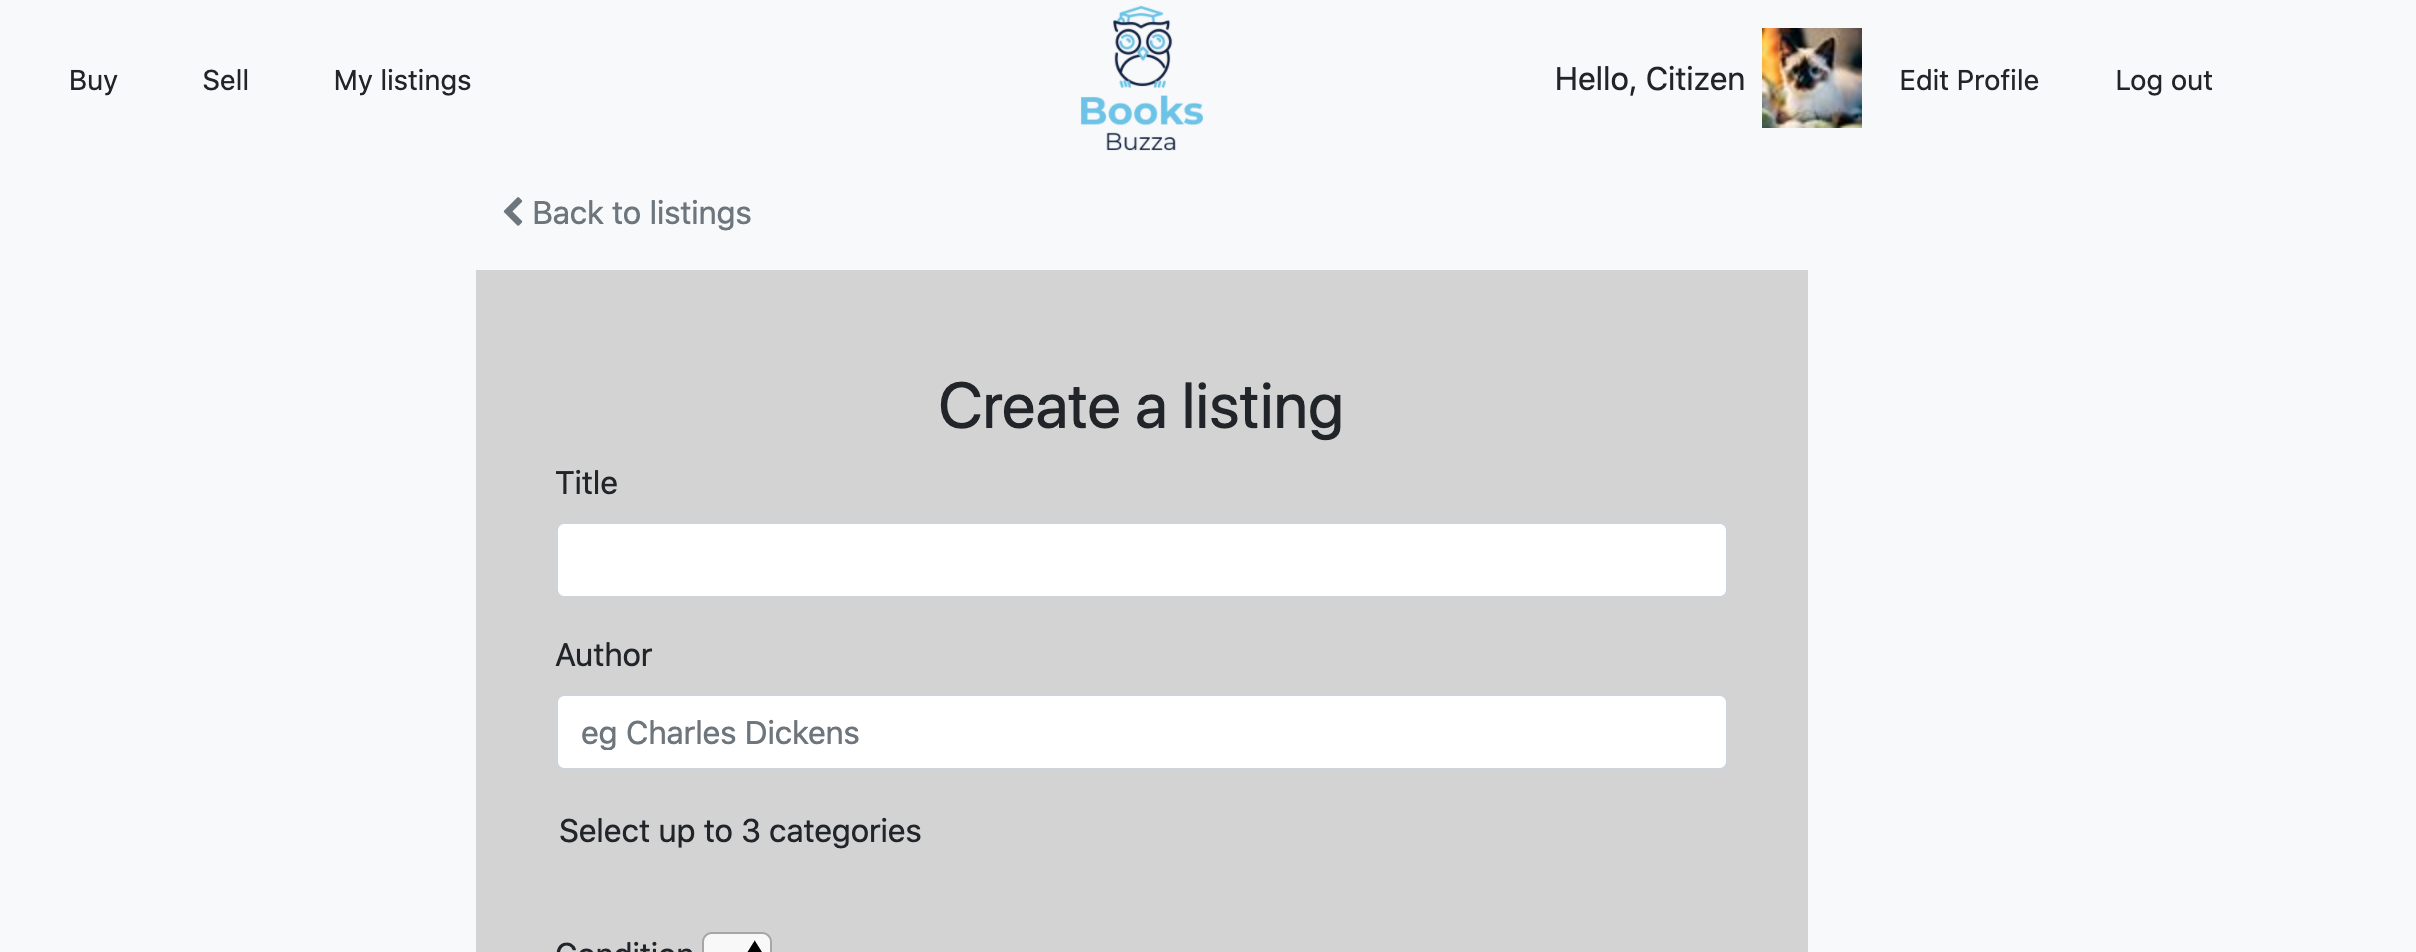 Buy Sell My listings
Books
Buzza
Hello, Citizen Edit Profile Log out
Back to listings
Create a listing
Title
Author
eg Charles Dickens
Select up to 3 categories
Condition